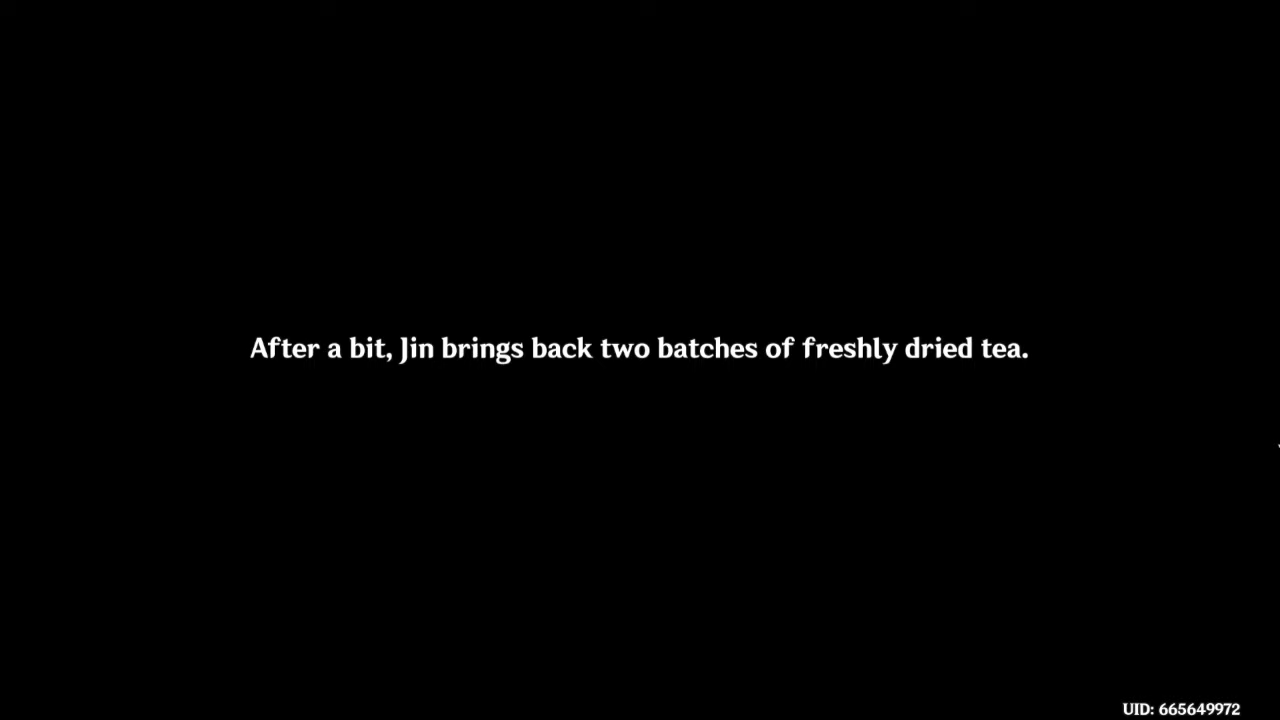 After a bit, Jin brings back two batches of freshly dried tea.
UID: 665649972